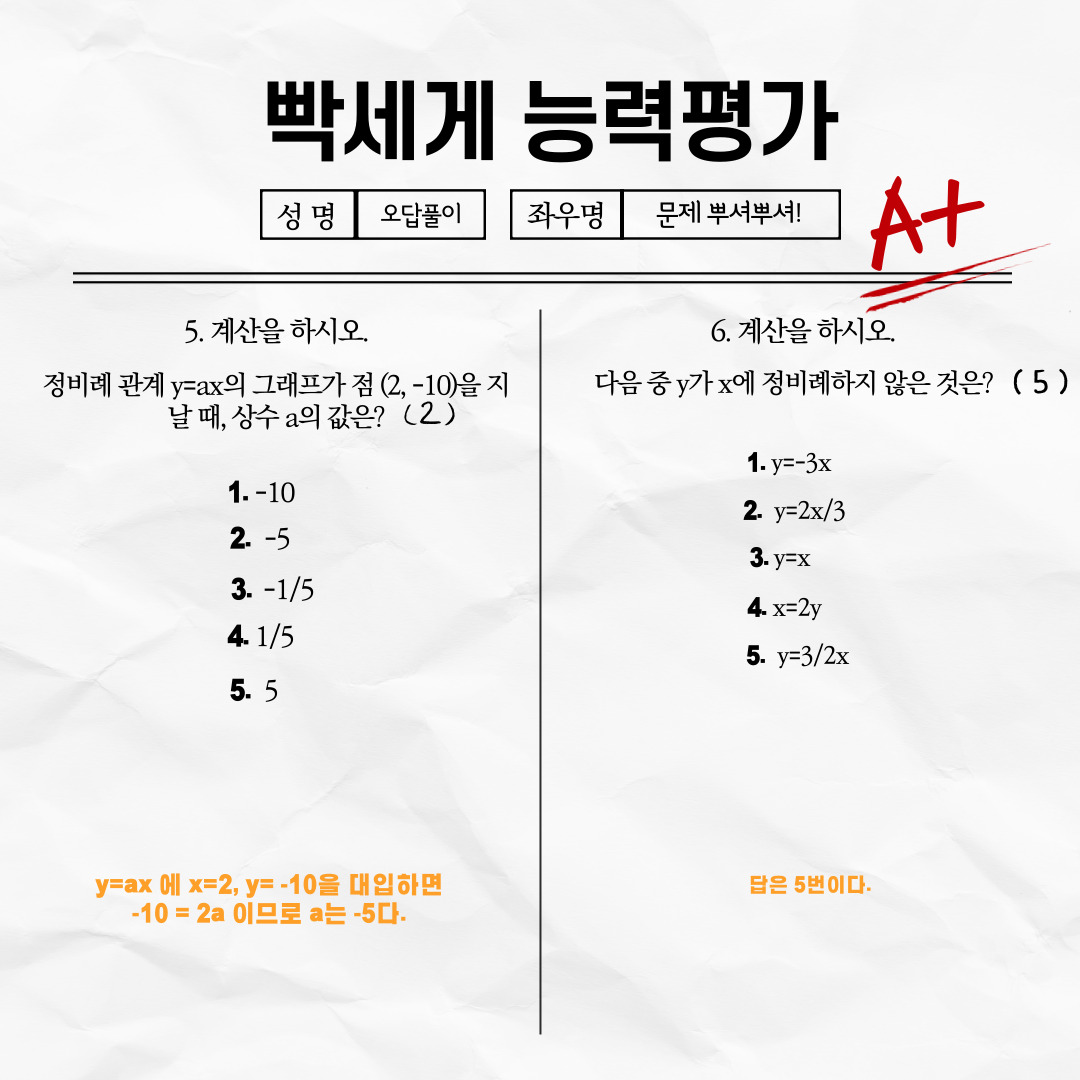 빡세게 능력평가
성 명 오답풀이 좌우명 문제 뿌셔뿌셔!
A+
5. 계산을 하시오.
정비례 관계 y=ax의 그래프가 점 (2, -10)을 지
날 때, 상수 a의 값은? (2)
1. -10
2. -5
3. -1/5
4. 1/5
5. 5
y=ax 에 x=2, y= -10을 대입하면
-10 = 2a 이므로 a는 -5다.
6. 계산을 하시오.
다음 중 y가 x에 정비례하지 않은 것은? (5)
1. y=-3x
2. y=2x/3
3. y=x
4. x=2y
5. y=3/2x
답은 5번이다.